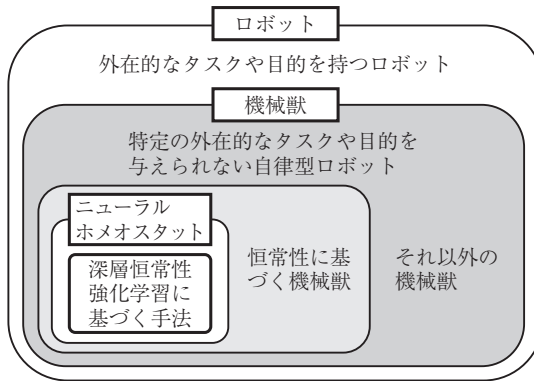 ロボット
外在的なタスクや目的を持つロボット
機械獣
特定の外在的なタスクや目的を
与えられない自律型ロボット
ニューラル
ホメオスタット
深層恒常性
強化学習に
基づく手法
恒常性に基
づく機械獣
それ以外の
機械獣